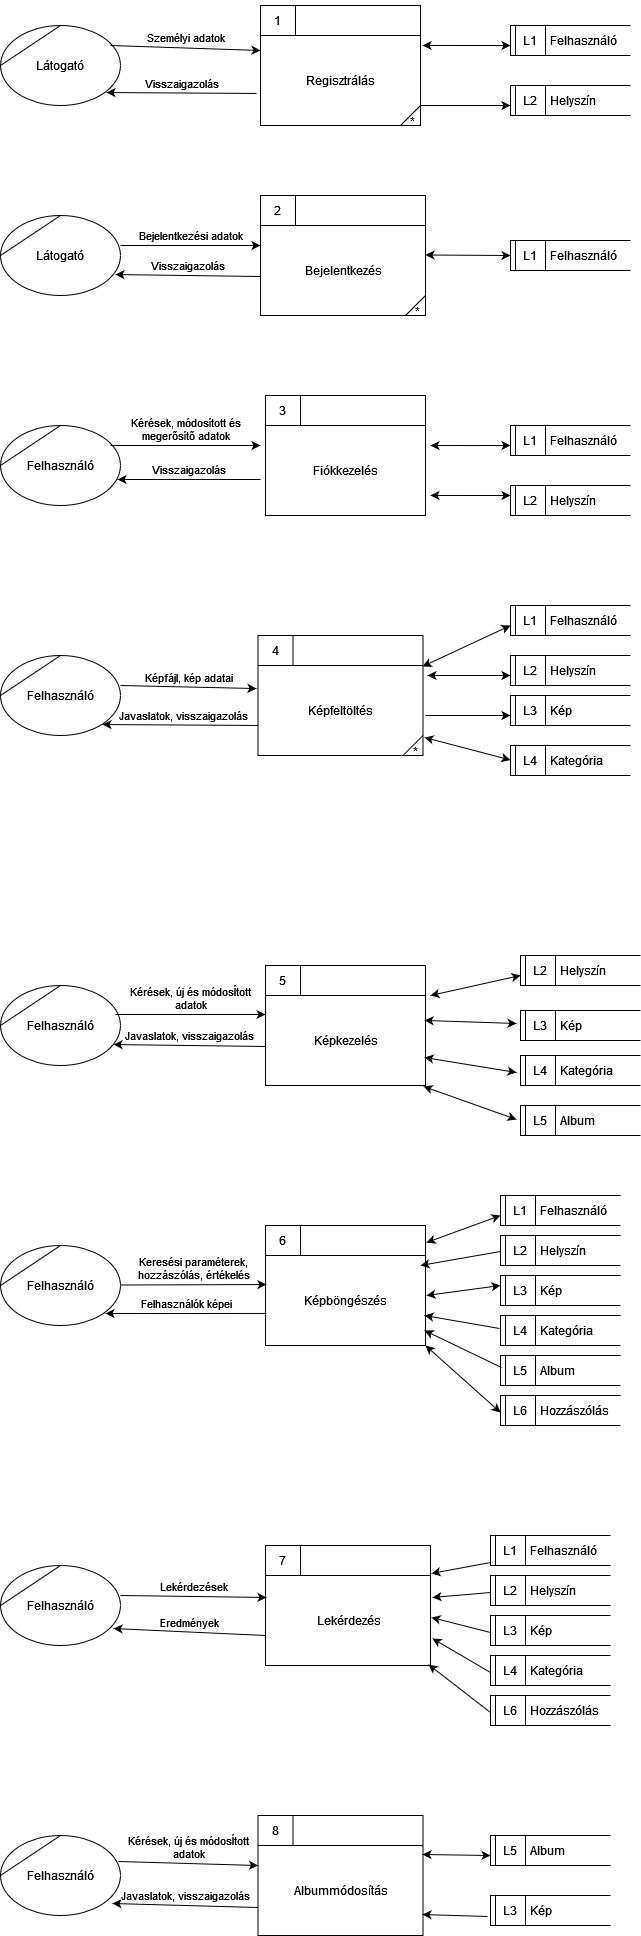 1
Személyi adatok
Látogató
Visszaigazolás
Regisztrálás
*
L1 Felhasználó
L2 Helyszín
2
Bejelentkezési adatok
Látogató
Visszaigazolás
Bejelentkezés
*
L1 Felhasználó
3
Kérések, módosított és
megerősítő adatok
Felhasználó
Visszaigazolás
Fiókkezelés
L1 Felhasználó
L2 Helyszín
4
Képfájl, kép adatai
Felhasználó
Javaslatok, visszaigazolás
Képfeltöltés
*
L1 Felhasználó
L2 Helyszín
L3 Kép
L4 Kategória
5
Kérések, új és módosított
adatok
Felhasználó
Javaslatok, visszaigazolás
Képkezelés
L2 Helyszín
L3 Kép
L4 Kategória
L5 Album
6
Keresési paraméterek,
hozzászólás, értékelés
Felhasználó
Felhasználók képei
Képböngészés
L1 Felhasználó
L2 Helyszín
L3 Kép
L4 Kategória
L5 Album
L6 Hozzászólás
7
Lekérdezések
Felhasználó
Eredmények
Lekérdezés
L1 Felhasználó
L2 Helyszín
L3 Kép
L4 Kategória
L6 Hozzászólás
8
Kérések, új és módosított
adatok
Felhasználó
Javaslatok, visszaigazolás
Albummódosítás
L5 Album
L3 Kép